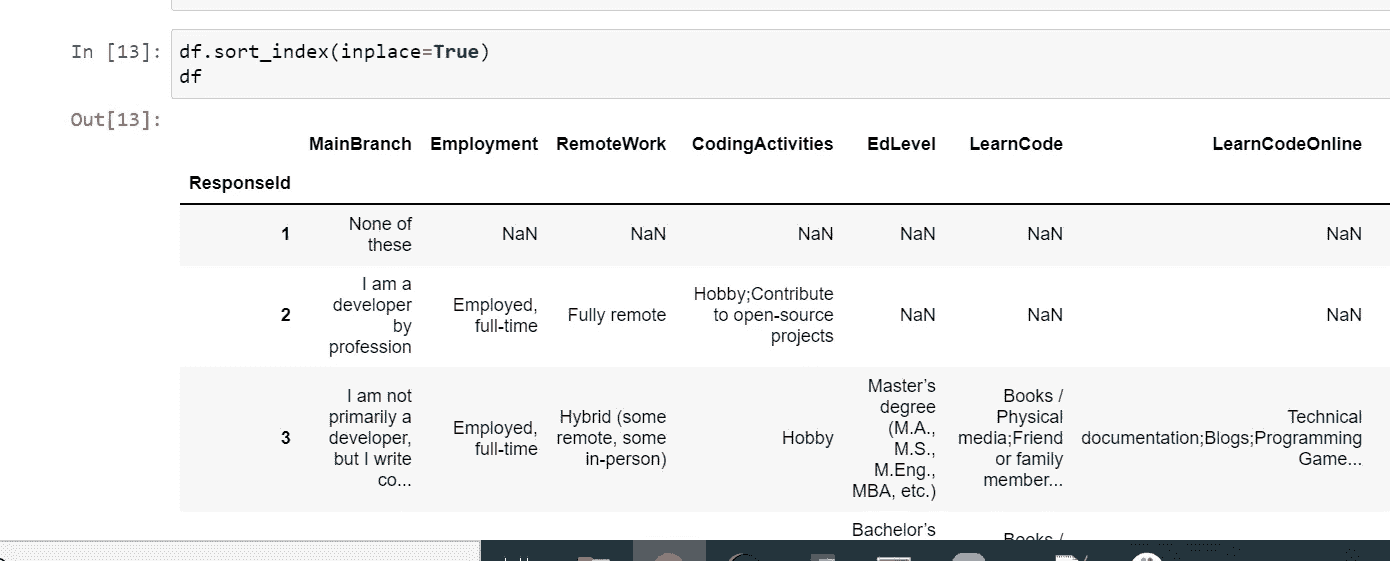 In [13]: df.sort_index(inplace=True)
df
Out[13]:
MainBranch Employment RemoteWork CodingActivities EdLevel LearnCode LearnCodeOnline
ResponseId
1 None of these NaN NaN NaN NaN NaN NaN
2 I am a developer by profession Employed, full-time Fully remote Hobby;Contribute to open-source projects NaN NaN NaN
3 I am not primarily a developer, but I write co... Employed, full-time Hybrid (some remote, some in-person) Hobby Master’s degree (M.A., M.S., M.Eng., MBA, etc.) Books / Physical media;Friend or family member... Technical documentation;Blogs;Programming Game...
Bachelor’s Books /